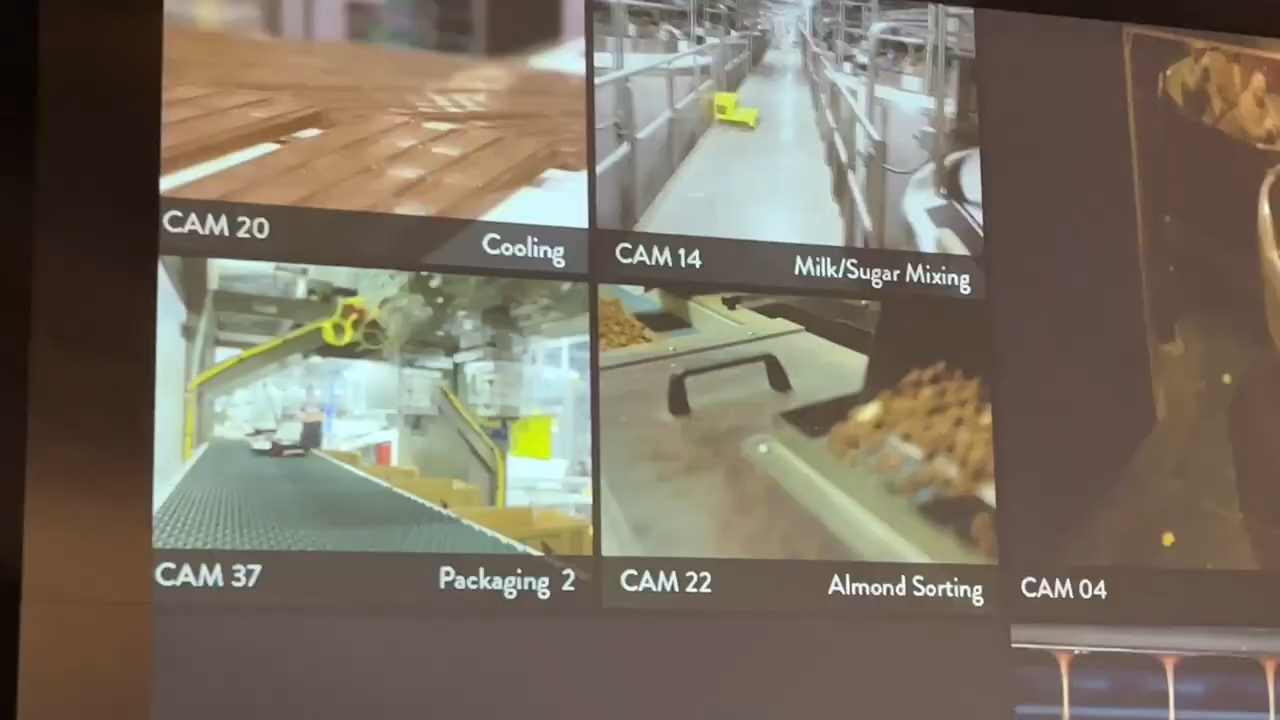 CAM 20 Cooling
CAM 14 Milk/Sugar Mixing
CAM 37 Packaging 2
CAM 22 Almond Sorting
CAM 04